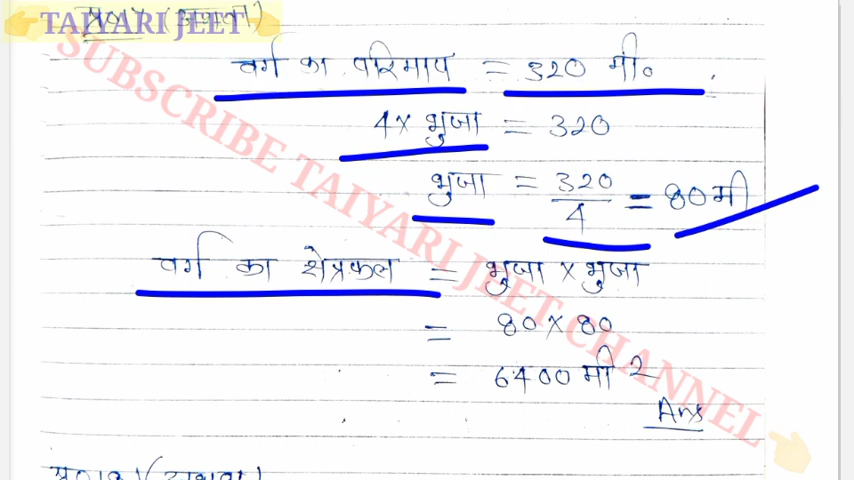 TAIYARI JEET
वर्ग का परिमाप = 320 मी०
4 × भुजा = 320
भुजा = 320/4 = 80 मी
वर्ग का क्षेत्रफल = भुजा × भुजा
= 80 × 80
= 6400 मी 2
Ans
SUBSCRIBE TAIYARI JEET CHANNEL